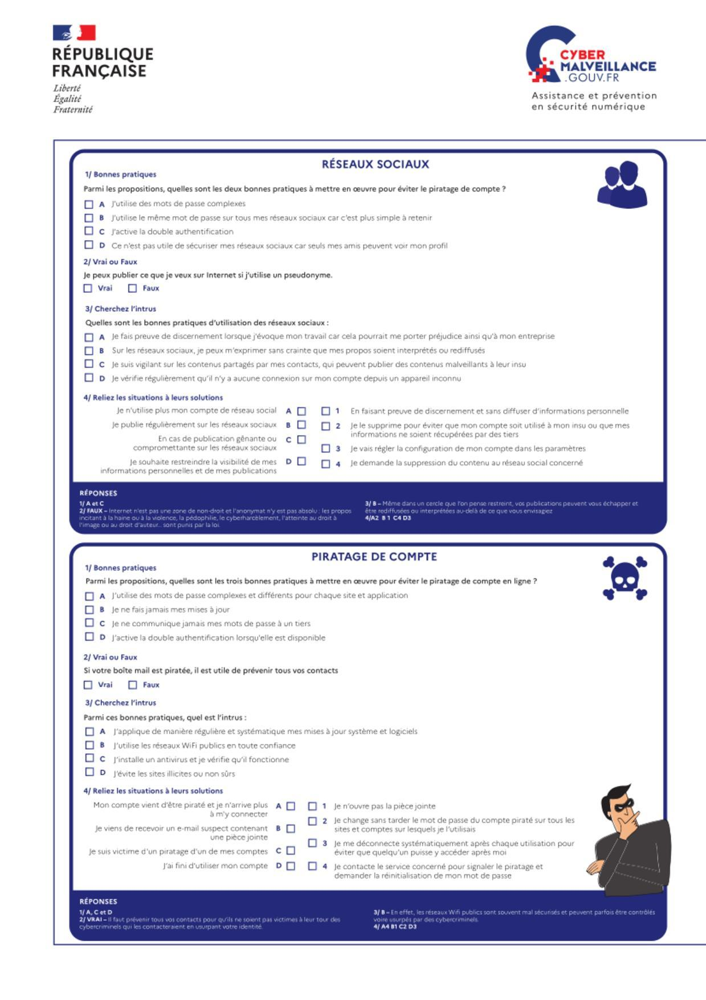 RÉPUBLIQUE
FRANÇAISE
Liberté
Égalité
Fraternité
CYBER
MALVEILLANCE
.GOUV.FR
Assistance et prévention
en sécurité numérique
RÉSEAUX SOCIAUX
1/ Bonnes pratiques
Parmi les propositions, quelles sont les deux bonnes pratiques à mettre en œuvre pour éviter le piratage de compte ?
A J'utilise des mots de passe complexes
B J'utilise le même mot de passe sur tous mes réseaux sociaux car c'est plus simple à retenir
C J'active la double authentification
D Ce n'est pas utile de sécuriser mes réseaux sociaux car seuls mes amis peuvent voir mon profil
2/ Vrai ou Faux
Je peux publier ce que je veux sur Internet si j'utilise un pseudonyme.
Vrai Faux
3/ Cherchez l'intrus
Quelles sont les bonnes pratiques d'utilisation des réseaux sociaux :
A Je fais preuve de discernement lorsque j'évoque mon travail car cela pourrait me porter préjudice ainsi qu'à mon entreprise
B Sur les réseaux sociaux, je peux m'exprimer sans crainte que mes propos soient interprétés ou rediffusés
C Je suis vigilant sur les contenus partagés par mes contacts, qui peuvent publier des contenus malveillants à leur insu
D Je vérifie régulièrement qu'il n'y a aucune connexion sur mon compte depuis un appareil inconnu
4/ Reliez les situations à leurs solutions
Je n'utilise plus mon compte de réseau social A
Je publie régulièrement sur les réseaux sociaux B
En cas de publication gênante ou
compromettante sur les réseaux sociaux C
Je souhaite restreindre la visibilité de mes
informations personnelles et de mes publications D
1 En faisant preuve de discernement et sans diffuser d'informations personnelle
2 Je le supprime pour éviter que mon compte soit utilisé à mon insu ou que mes
informations ne soient récupérées par des tiers
3 Je vais régler la configuration de mon compte dans les paramètres
4 Je demande la suppression du contenu au réseau social concerné
RÉPONSES
1/ A et C
2/ FAUX – Internet n'est pas une zone de non-droit et l'anonymat n'y est pas absolu : les propos
incitant à la haine ou à la violence, la pédophilie, le cyberharcèlement, l'atteinte au droit à
l'image ou au droit d'auteur... sont punis par la loi.
3/ B – Même dans un cercle que l'on pense restreint, vos publications peuvent vous échapper et
être rediffusées ou interprétées au-delà de ce que vous envisagiez
4/A2 B 1 C4 D3
PIRATAGE DE COMPTE
1/ Bonnes pratiques
Parmi les propositions, quelles sont les trois bonnes pratiques à mettre en œuvre pour éviter le piratage de compte en ligne ?
A J'utilise des mots de passe complexes et différents pour chaque site et application
B Je ne fais jamais mes mises à jour
C Je ne communique jamais mes mots de passe à un tiers
D J'active la double authentification lorsqu'elle est disponible
2/ Vrai ou Faux
Si votre boîte mail est piratée, il est utile de prévenir tous vos contacts
Vrai Faux
3/ Cherchez l'intrus
Parmi ces bonnes pratiques, quel est l'intrus :
A J'applique de manière régulière et systématique mes mises à jour système et logiciels
B J'utilise les réseaux WiFi publics en toute confiance
C J'installe un antivirus et je vérifie qu'il fonctionne
D J'évite les sites illicites ou non sûrs
4/ Reliez les situations à leurs solutions
Mon compte vient d'être piraté et je n'arrive plus A
à m'y connecter
Je viens de recevoir un e-mail suspect contenant B
une pièce jointe
Je suis victime d'un piratage d'un de mes comptes C
J'ai fini d'utiliser mon compte D
1 Je n'ouvre pas la pièce jointe
2 Je change sans tarder le mot de passe du compte piraté sur tous les
sites et comptes sur lesquels je l'utilisais
3 Je me déconnecte systématiquement après chaque utilisation pour
éviter que quelqu'un puisse y accéder après moi
4 Je contacte le service concerné pour signaler le piratage et
demander la réinitialisation de mon mot de passe
RÉPONSES
1/ A, C et D
2/ VRAI – Il faut prévenir tous vos contacts pour qu'ils ne soient pas victimes à leur tour des
cybercriminels qui les contacteraient en usurpant votre identité.
3/ B – En effet, les réseaux Wifi publics sont souvent mal sécurisés et peuvent parfois être contrôlés
voire usurpés par des cybercriminels.
4/ A4 B1 C2 D3